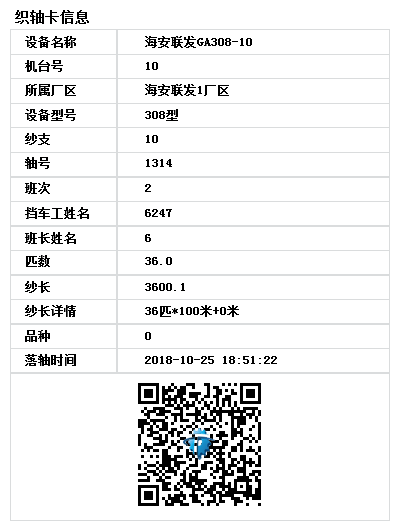 织轴卡信息
设备名称 海安联发GA308-10
机台号 10
所属厂区 海安联发1厂区
设备型号 308型
纱支 10
轴号 1314
班次 2
挡车工姓名 6247
班长姓名 6
匹数 36.0
纱长 3600.1
纱长详情 36匹*100米+0米
品种 0
落轴时间 2018-10-25 18:51:22